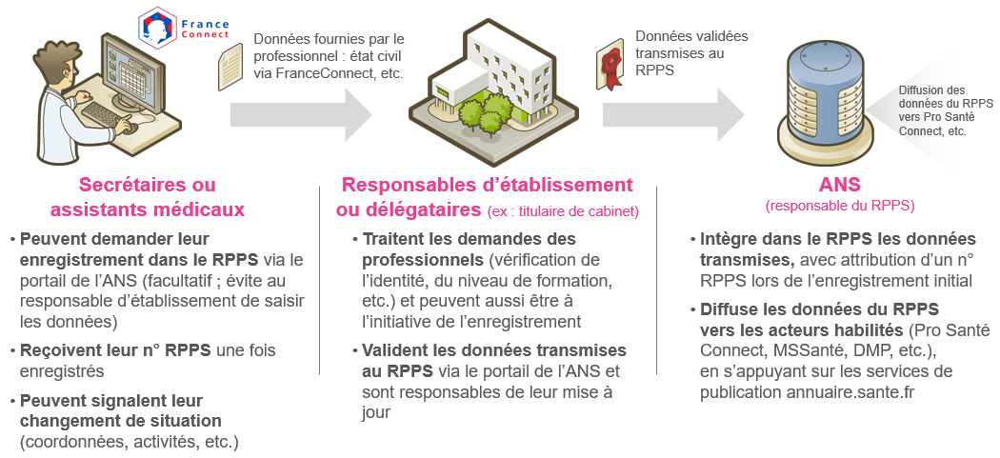 France
Connect
Données fournies par le
professionnel : état civil
via FranceConnect, etc.
Données validées
transmises au
RPPS
Diffusion des
données du RPPS
vers Pro Santé
Connect, etc.
Secrétaires ou
assistants médicaux
• Peuvent demander leur
enregistrement dans le RPPS via le
portail de l’ANS (facultatif ; évite au
responsable d’établissement de saisir
les données)
• Reçoivent leur n° RPPS une fois
enregistrés
• Peuvent signalent leur
changement de situation
(coordonnées, activités, etc.)
Responsables d’établissement
ou délégataires (ex : titulaire de cabinet)
• Traitent les demandes des
professionnels (vérification de
l’identité, du niveau de formation,
etc.) et peuvent aussi être à
l’initiative de l’enregistrement
• Valident les données transmises
au RPPS via le portail de l’ANS et
sont responsables de leur mise à
jour
ANS
(responsable du RPPS)
• Intègre dans le RPPS les données
transmises, avec attribution d’un n°
RPPS lors de l’enregistrement initial
• Diffuse les données du RPPS
vers les acteurs habilités (Pro Santé
Connect, MSSanté, DMP, etc.),
en s’appuyant sur les services de
publication annuaire.sante.fr